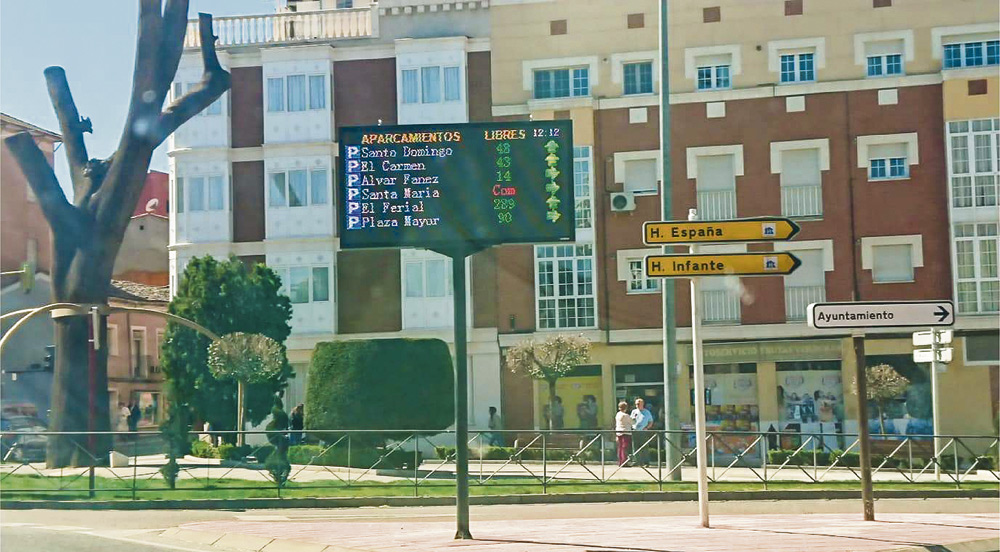 APARCAMIENTOS LIBRES 12:12
P Santo Domingo 48
P El Carmen 43
P Alvar Fanez 14
P Santa Maria Com
P El Ferial 289
P Plaza Mayor 90
H. España
H. Infante
Ayuntamiento